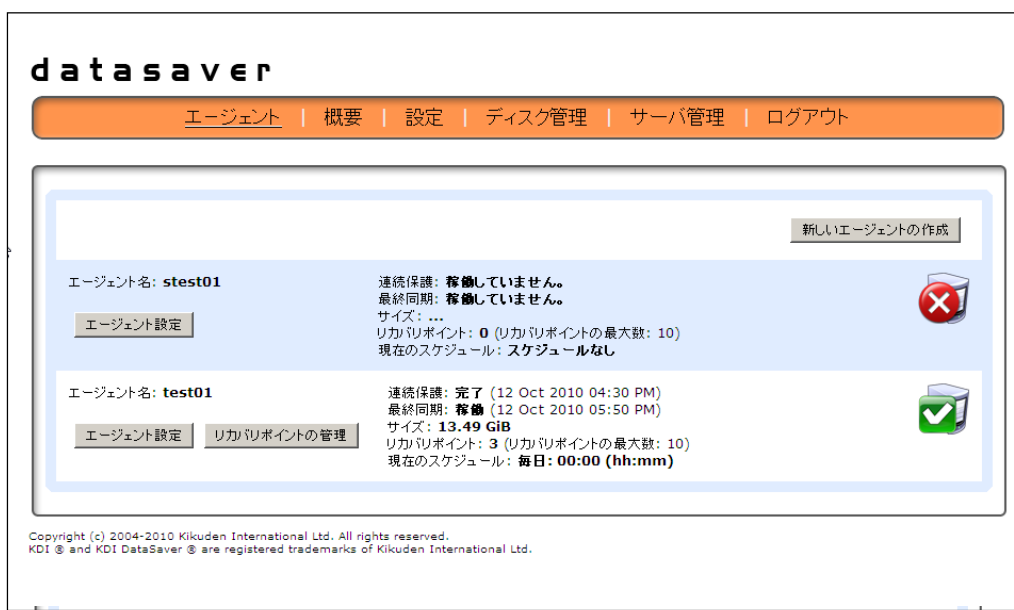 datasaver
エージェント | 概要 | 設定 | ディスク管理 | サーバ管理 | ログアウト
新しいエージェントの作成
エージェント名: stest01
エージェント設定
連続保護: 稼働していません。
最終同期: 稼働していません。
サイズ: ...
リカバリポイント: 0 (リカバリポイントの最大数: 10)
現在のスケジュール: スケジュールなし
エージェント名: test01
エージェント設定
リカバリポイントの管理
連続保護: 完了 (12 Oct 2010 04:30 PM)
最終同期: 稼働 (12 Oct 2010 05:50 PM)
サイズ: 13.49 GiB
リカバリポイント: 3 (リカバリポイントの最大数: 10)
現在のスケジュール: 毎日: 00:00 (hh:mm)
Copyright (c) 2004-2010 Kikuden International Ltd. All rights reserved.
KDI ® and KDI DataSaver ® are registered trademarks of Kikuden International Ltd.